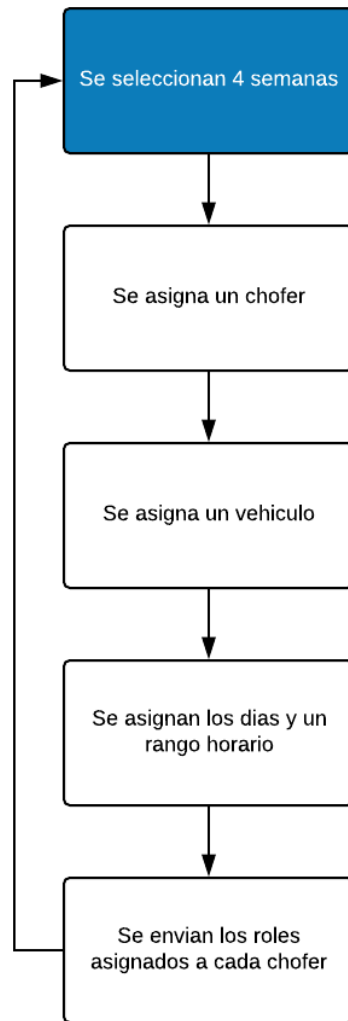 Se seleccionan 4 semanas
Se asigna un chofer
Se asigna un vehiculo
Se asignan los dias y un
rango horario
Se envian los roles
asignados a cada chofer